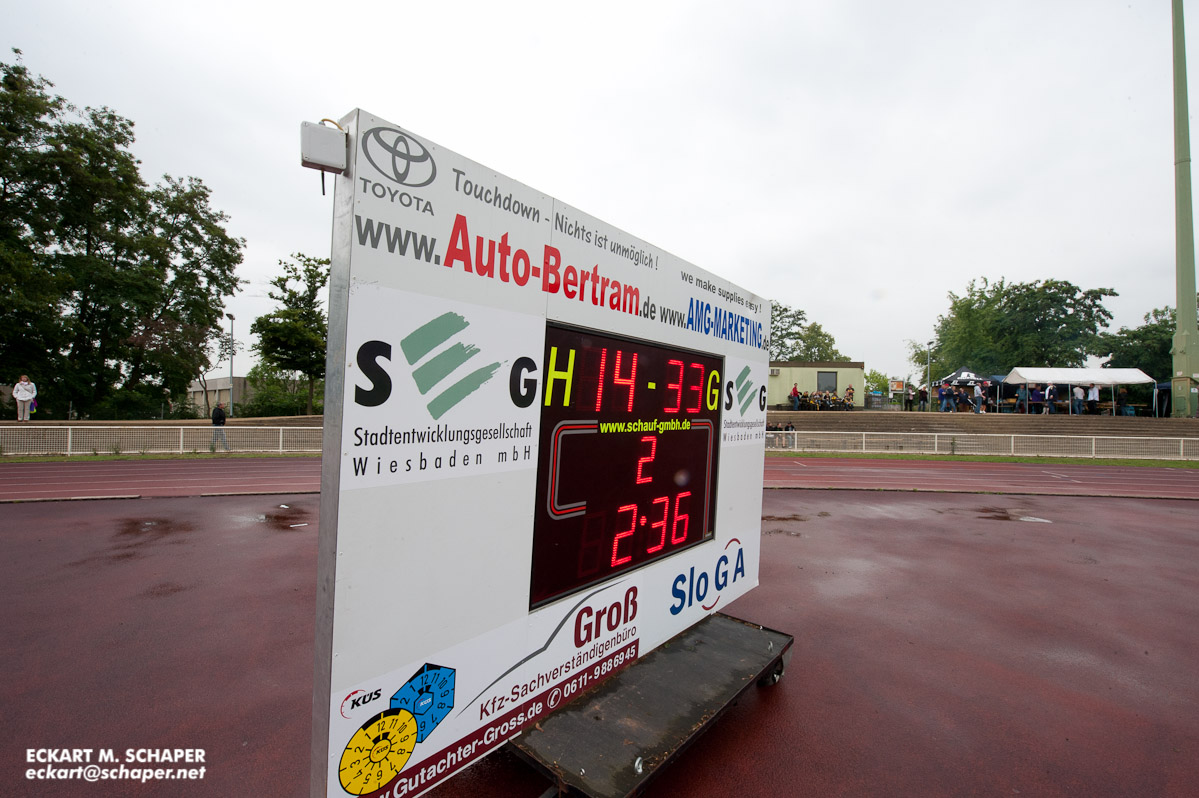 TOYOTA
Touchdown - Nichts ist unmöglich !
www.Auto-Bertram.de
we make supplies easy !
www.AMG-MARKETING.de
S G
Stadtentwicklungsgesellschaft
Wiesbaden mbH
H 14-33 G
www.schauf-gmbh.de
2
2:36
S G
Wiesbaden mbH
SloGA
Groß
Kfz-Sachverständigenbüro
w.Gutachter-Gross.de 0611-9886945
KÜS
ECKART M. SCHAPER
eckart@schaper.net